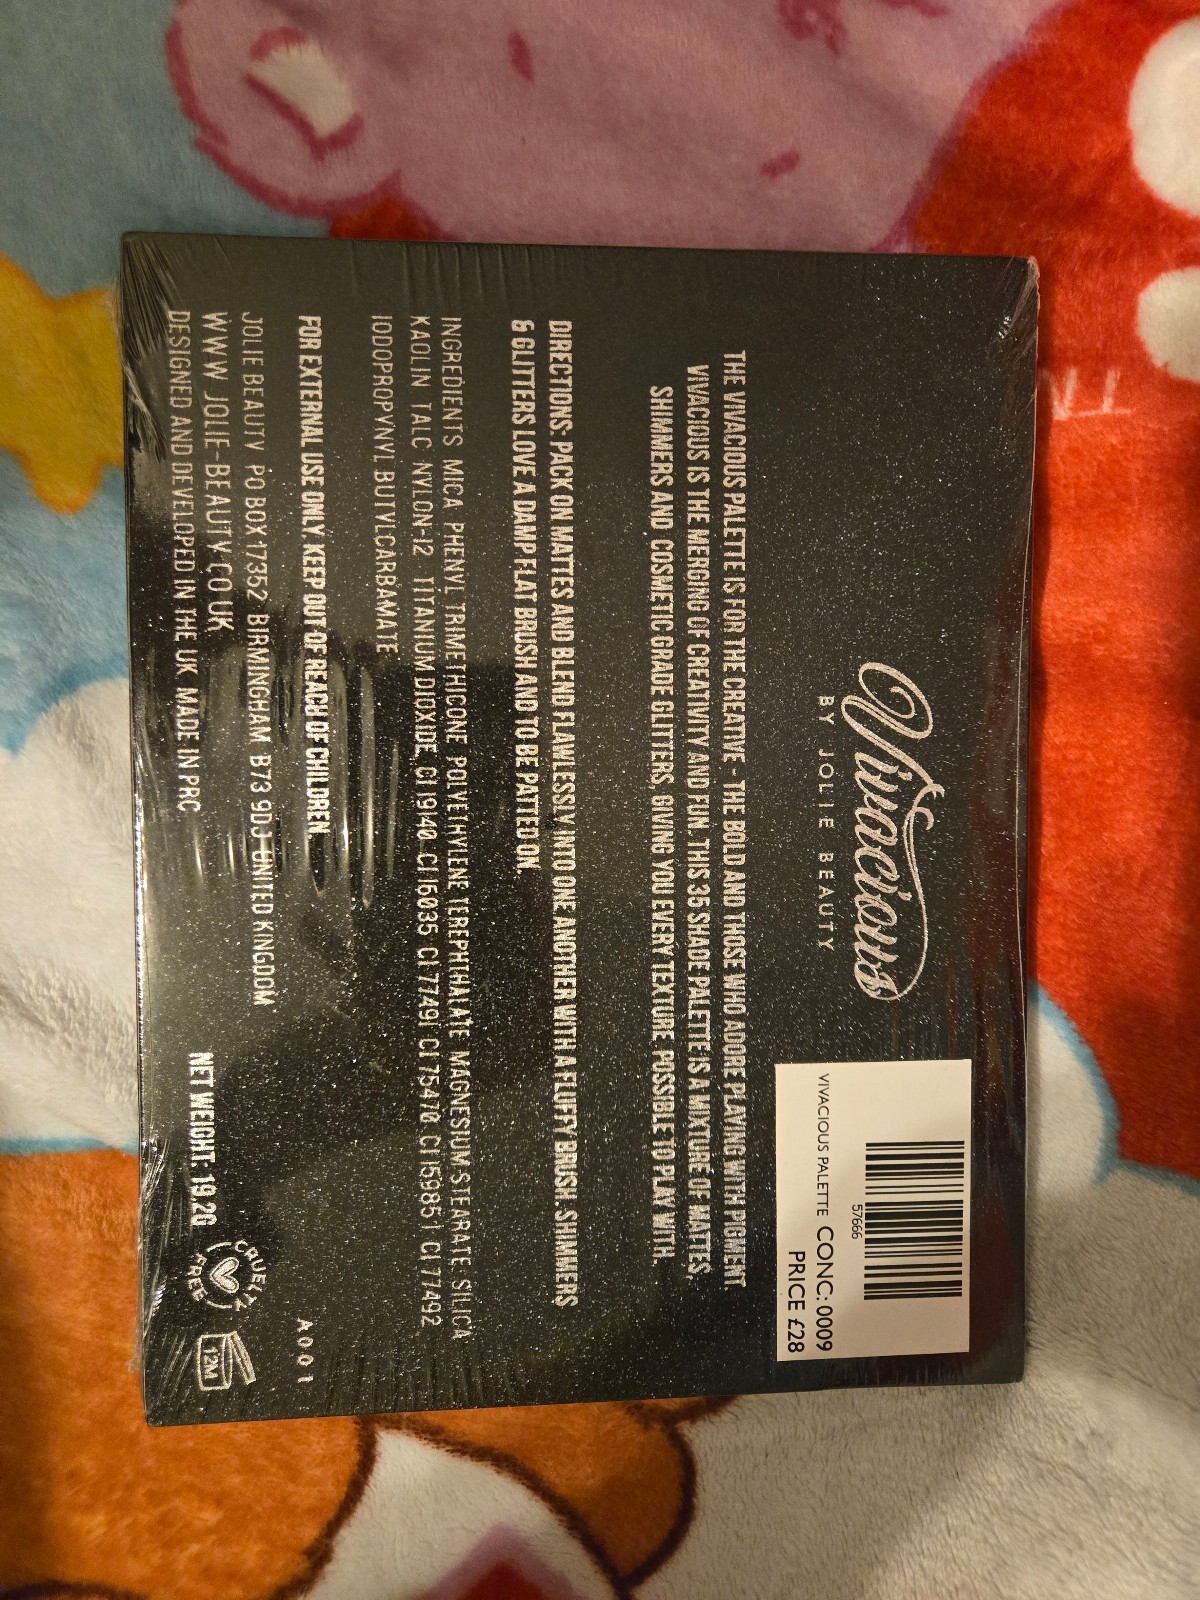 Vivacious
BY JOLIE BEAUTY
57666
VIVACIOUS PALETTE CONC: 0009
PRICE £28
THE VIVACIOUS PALETTE IS FOR THE CREATIVE - THE BOLD AND THOSE WHO ADORE PLAYING WITH PIGMENT.
VIVACIOUS IS THE MERGING OF CREATIVITY AND FUN. THIS 35 SHADE PALETTE IS A MIXTURE OF MATTES,
SHIMMERS AND COSMETIC GRADE GLITTERS, GIVING YOU EVERY TEXTURE POSSIBLE TO PLAY WITH.
DIRECTIONS: PACK ON MATTES AND BLEND FLAWLESSLY INTO ONE ANOTHER WITH A FLUFFY BRUSH. SHIMMERS
& GLITTERS LOVE A DAMP FLAT BRUSH AND TO BE PATTED ON.
INGREDIENTS MICA PHENYL TRIMETHICONE POLYETHYLENE TEREPHTHALATE MAGNESIUM STEARATE SILICA
KAOLIN TALC NYLON-12 TITANIUM DIOXIDE, CI 19140 CI 15035 CI 77491 CI 75470 CI 15985 1 CI 77492
IODOPROPYNYL BUTYLCARBAMATE
FOR EXTERNAL USE ONLY. KEEP OUT OF REACH OF CHILDREN
A001
JOLIE BEAUTY PO BOX 17352 BIRMINGHAM B73 9DJ UNITED KINGDOM
WWW.JOLIE-BEAUTY.CO.UK
DESIGNED AND DEVELOPED IN THE UK MADE IN PRC
NET WEIGHT: 19.2G
CRUELTY FREE
12M